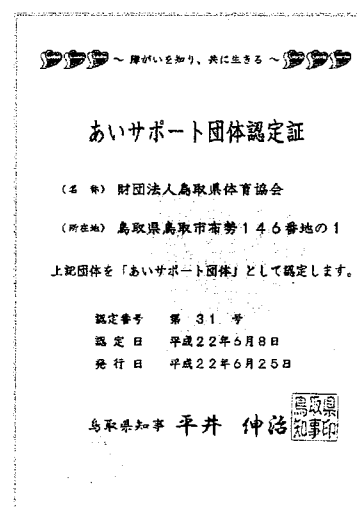 ～ 障がいを知り、共に生きる ～
あいサポート団体認定証
（名　称）財団法人鳥取県体育協会
（所在地）鳥取県鳥取市布勢１４６番地の１
上記団体を「あいサポート団体」として認定します。
認定番号　第　３１　号
認 定 日　平成２２年６月８日
発 行 日　平成２２年６月２５日
鳥取県知事　平井　伸治
鳥取県知事印